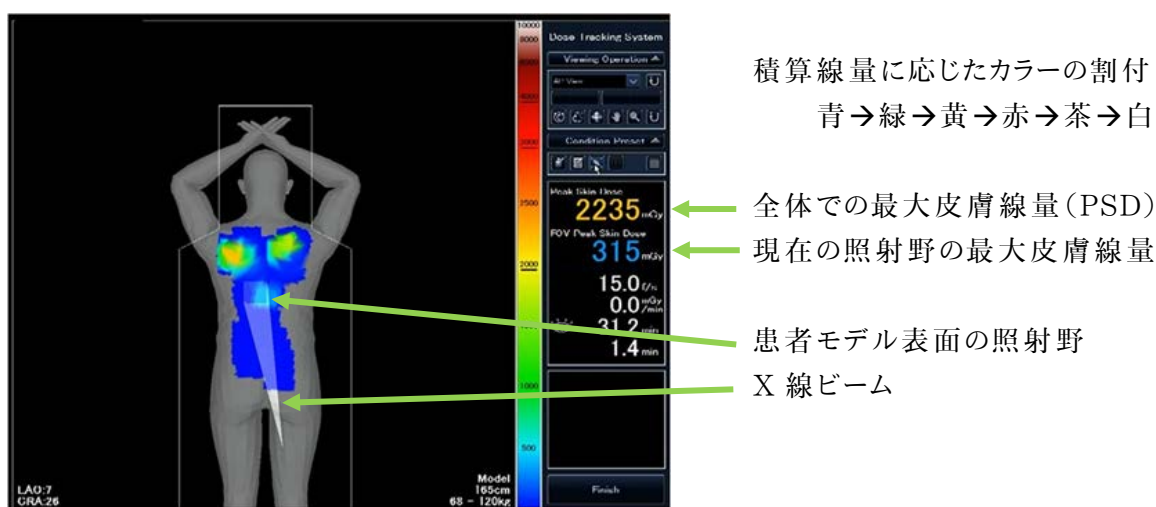 Dose Tracking System
Viewing Operation
Condition Preset
Peak Skin Dose
2235 mGy
FOV Peak Skin Dose
315 mGy
15.0 f/s
0.0 mGy/min
31.2 min
1.4 min
Finish
10000
8000
4000
2500
2000
1000
500
LAO:7
CRA:26
Model
165cm
68 - 120kg
積算線量に応じたカラーの割付
青→緑→黄→赤→茶→白
全体での最大皮膚線量(PSD)
現在の照射野の最大皮膚線量
患者モデル表面の照射野
X 線ビーム